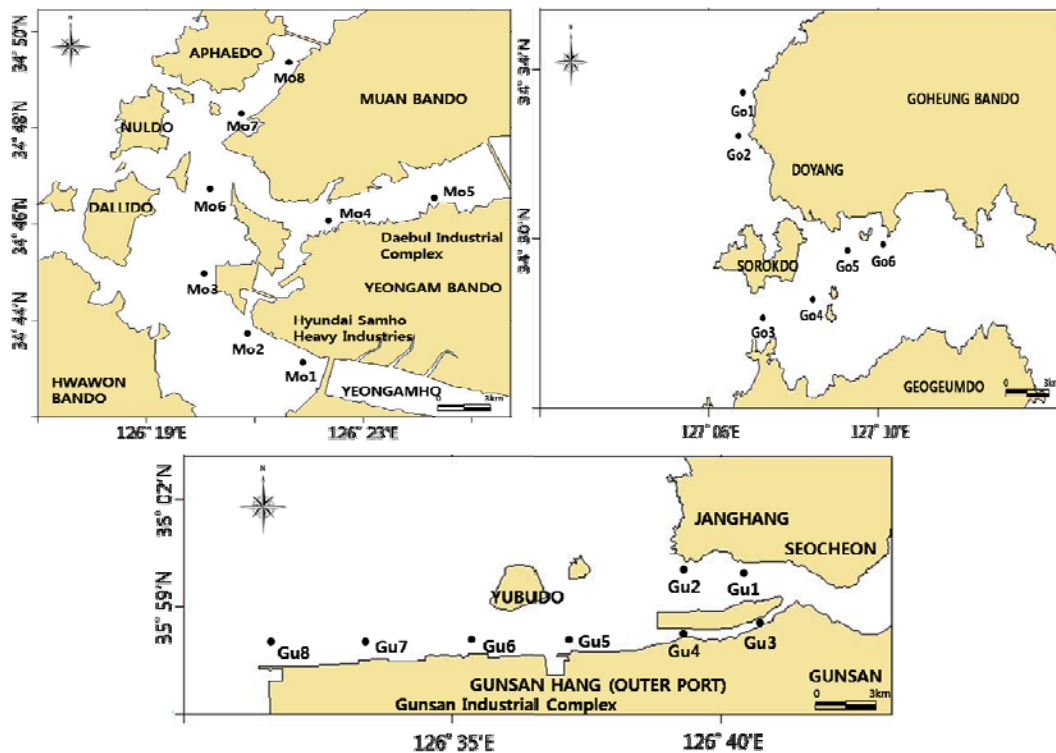 N
34° 50'N
34° 48'N
34° 46'N
34° 44'N
APHAEDO
Mo8
MUAN BANDO
NULDO
Mo7
DALLIDO
Mo6
Mo5
Mo4
Daebul Industrial
Complex
Mo3
YEONGAM BANDO
Hyundai Samho
Heavy Industries
Mo2
Mo1
HWAWON
BANDO
YEONGAMHO
0 3km
126° 19'E
126° 23'E
N
34° 34'N
34° 30'N
Go1
GOHEUNG BANDO
Go2
DOYANG
Go5
Go6
SOROKDO
Go4
Go3
GEOGEUMDO
0 3km
127° 06'E
127° 10'E
N
36° 02'N
35° 59'N
JANGHANG
SEOCHEON
Gu2
Gu1
YUBUDO
Gu8
Gu7
Gu6
Gu5
Gu4
Gu3
GUNSAN HANG (OUTER PORT)
Gunsan Industrial Complex
GUNSAN
0 3km
126° 35'E
126° 40'E